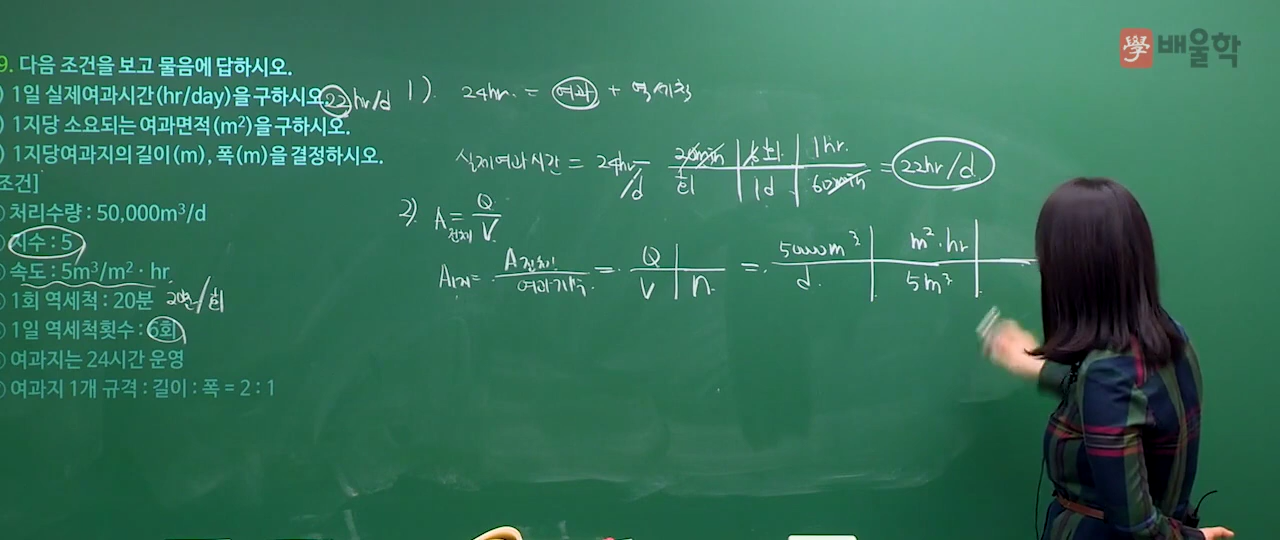 學 배울학
9. 다음 조건을 보고 물음에 답하시오.
) 1일 실제여과시간(hr/day)을 구하시오. 22 hr/d
) 1지당 소요되는 여과면적(m²)을 구하시오.
) 1지당여과지의 길이(m), 폭(m)을 결정하시오.
조건]
처리수량 : 50,000m³/d
지수 : 5
속도 : 5m³/m²·hr
1회 역세척 : 20분 20분/회
1일 역세척횟수 : 6회
여과지는 24시간 운영
여과지 1개 규격 : 길이 : 폭 = 2 : 1
1). 24hr = 여과 + 역세척
실제여과시간 = 24hr/d - 20min/회 | 6회/1d | 1hr/60min = 22hr/d
2). A전체 = Q/V
A1지 = A전체/여과지수 = Q/V | /n = 50000m³/d | m²·hr/5m³ |